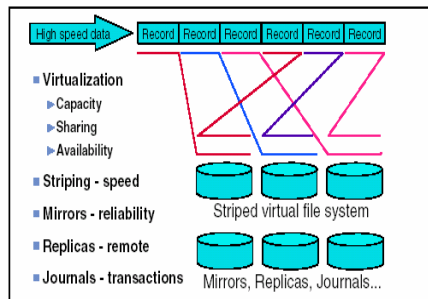 High speed data
Record Record Record Record Record Record
Virtualization
Capacity
Sharing
Availability
Striping - speed
Mirrors - reliability
Replicas - remote
Journals - transactions
Striped virtual file system
Mirrors, Replicas, Journals...